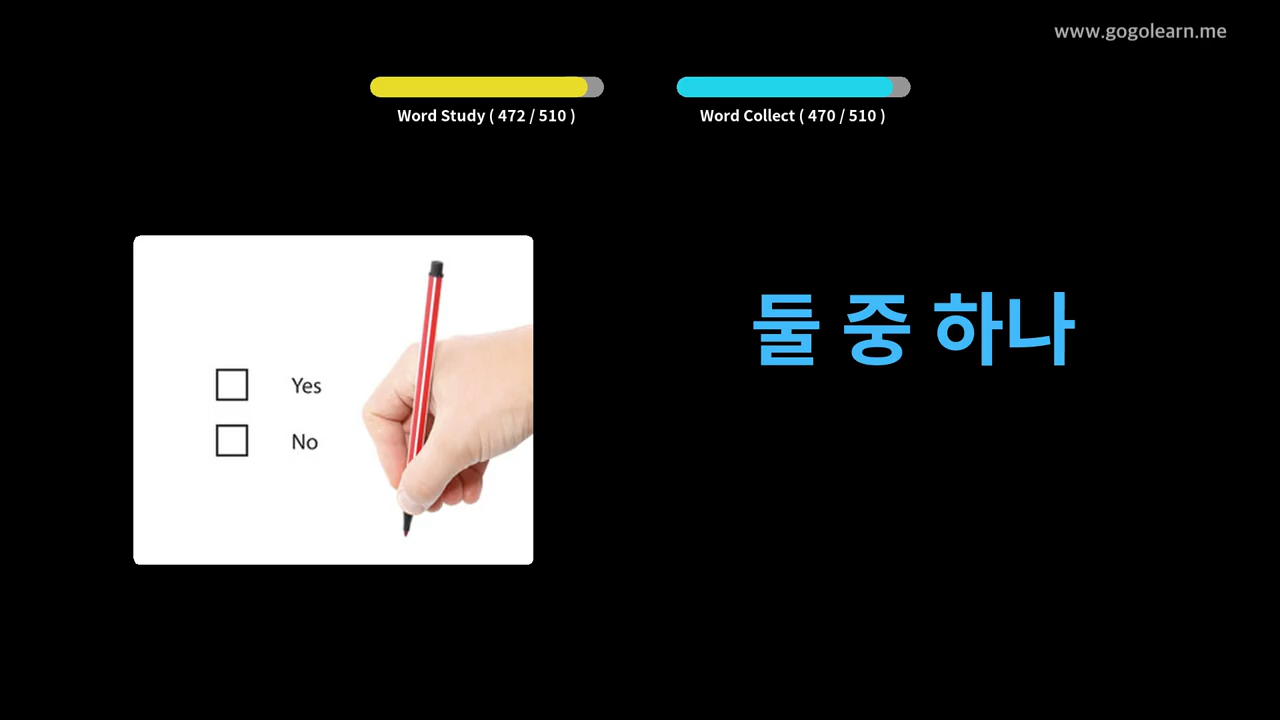 www.gogolearn.me
Word Study ( 472 / 510 )
Word Collect ( 470 / 510 )
둘 중 하나
Yes
No